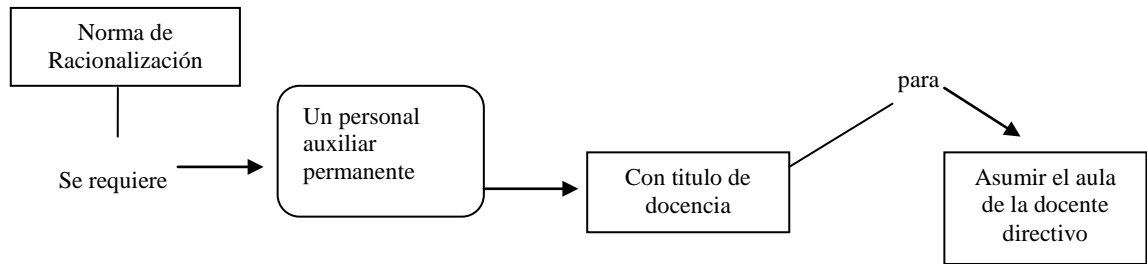 Norma de
Racionalización
Se requiere
Un personal
auxiliar
permanente
Con titulo de
docencia
para
Asumir el aula
de la docente
directivo